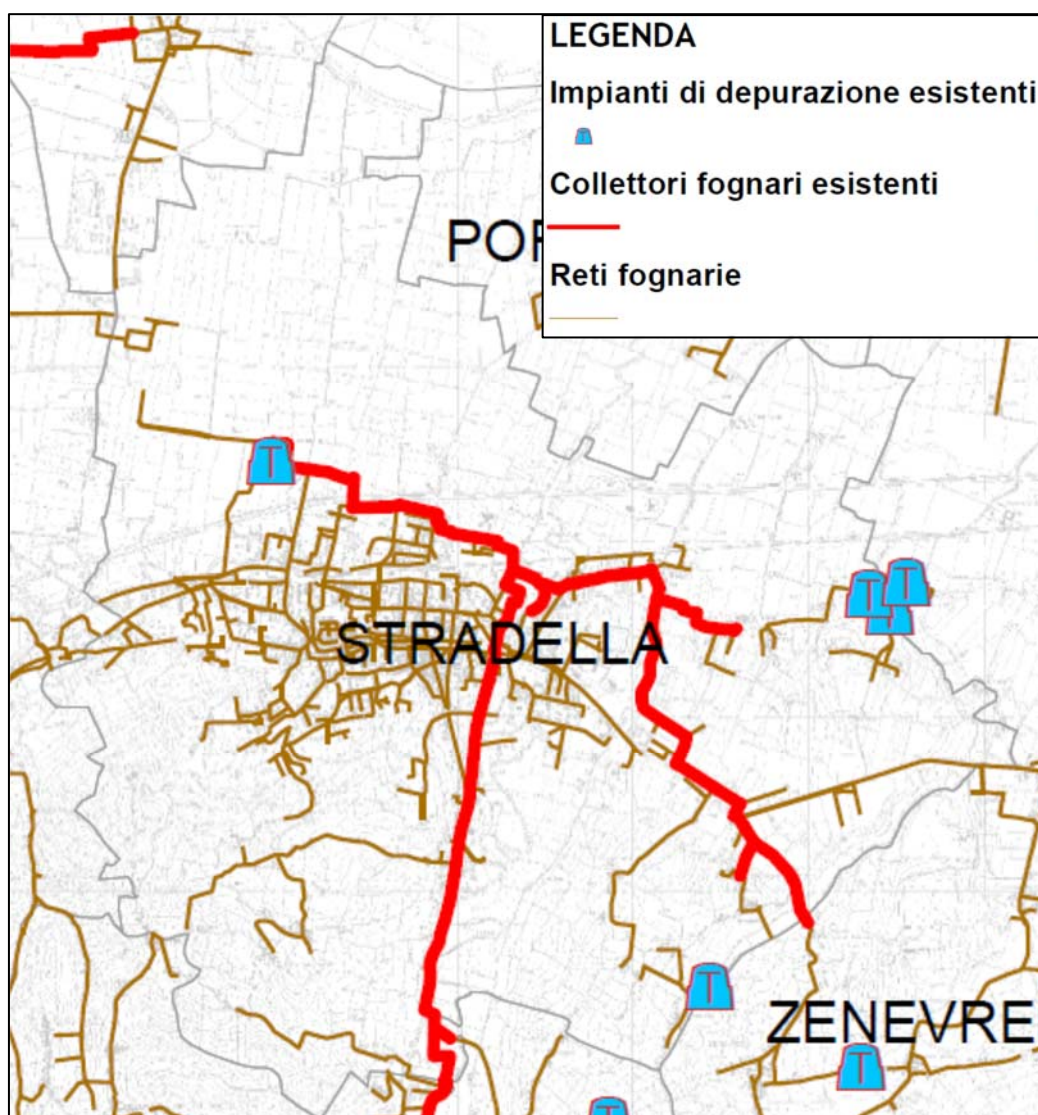 LEGENDA
Impianti di depurazione esistenti
T
Collettori fognari esistenti
POR
Reti fognarie
T
T
T
T
STRADELLA
T
ZENEVRE
T
T